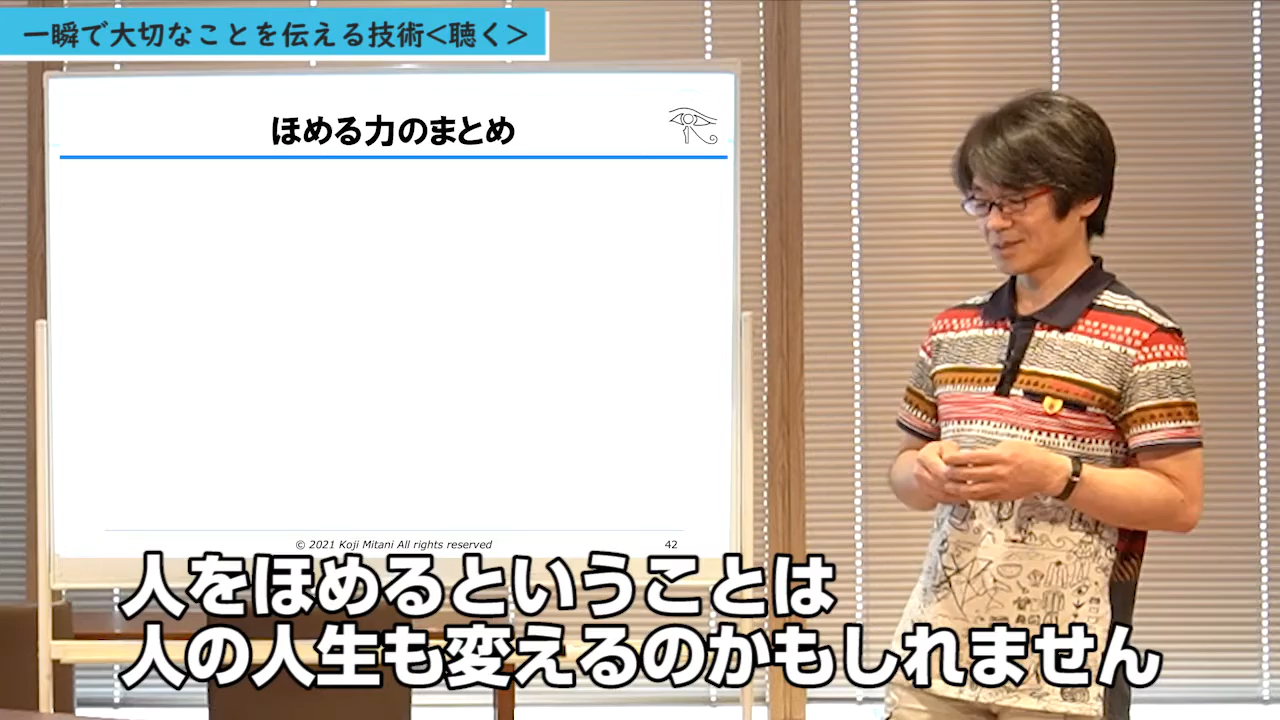 一瞬で大切なことを伝える技術<聴く>
ほめる力のまとめ
© 2021 Koji Mitani All rights reserved
42
人をほめるということは
人の人生も変えるのかもしれません